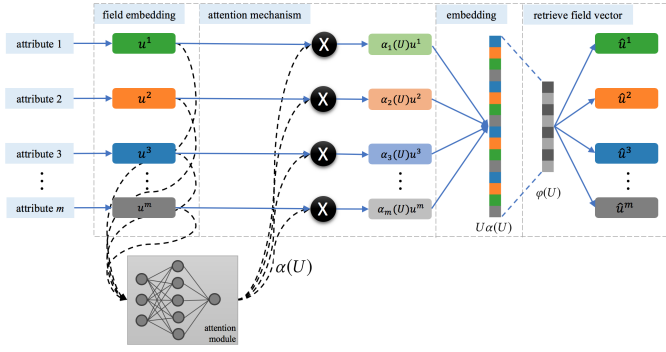 field embedding
attention mechanism
embedding
retrieve field vector
attribute 1
u¹
X
α₁(U)u¹
û¹
attribute 2
u²
X
α₂(U)u²
û²
attribute 3
u³
X
α₃(U)u³
û³
attribute m
uᵐ
X
αₘ(U)uᵐ
ûᵐ
φ(U)
Uα(U)
α(U)
attention
module